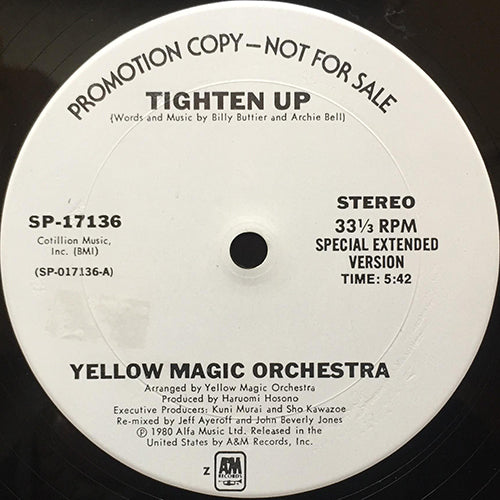 PROMOTION COPY—NOT FOR SALE
TIGHTEN UP
(Words and Music by Billy Buttier and Archie Bell)
SP-17136
Cotillion Music,
Inc. (BMI)
(SP-017136-A)
STEREO
33⅓ RPM
SPECIAL EXTENDED
VERSION
TIME: 5:42
YELLOW MAGIC ORCHESTRA
Arranged by Yellow Magic Orchestra
Produced by Haruomi Hosono
Executive Producers: Kuni Murai and Sho Kawazoe
Re-mixed by Jeff Ayeroff and John Beverly Jones
℗ 1980 Alfa Music Ltd. Released in the
United States by A&M Records, Inc.
Z
A&M
RECORDS